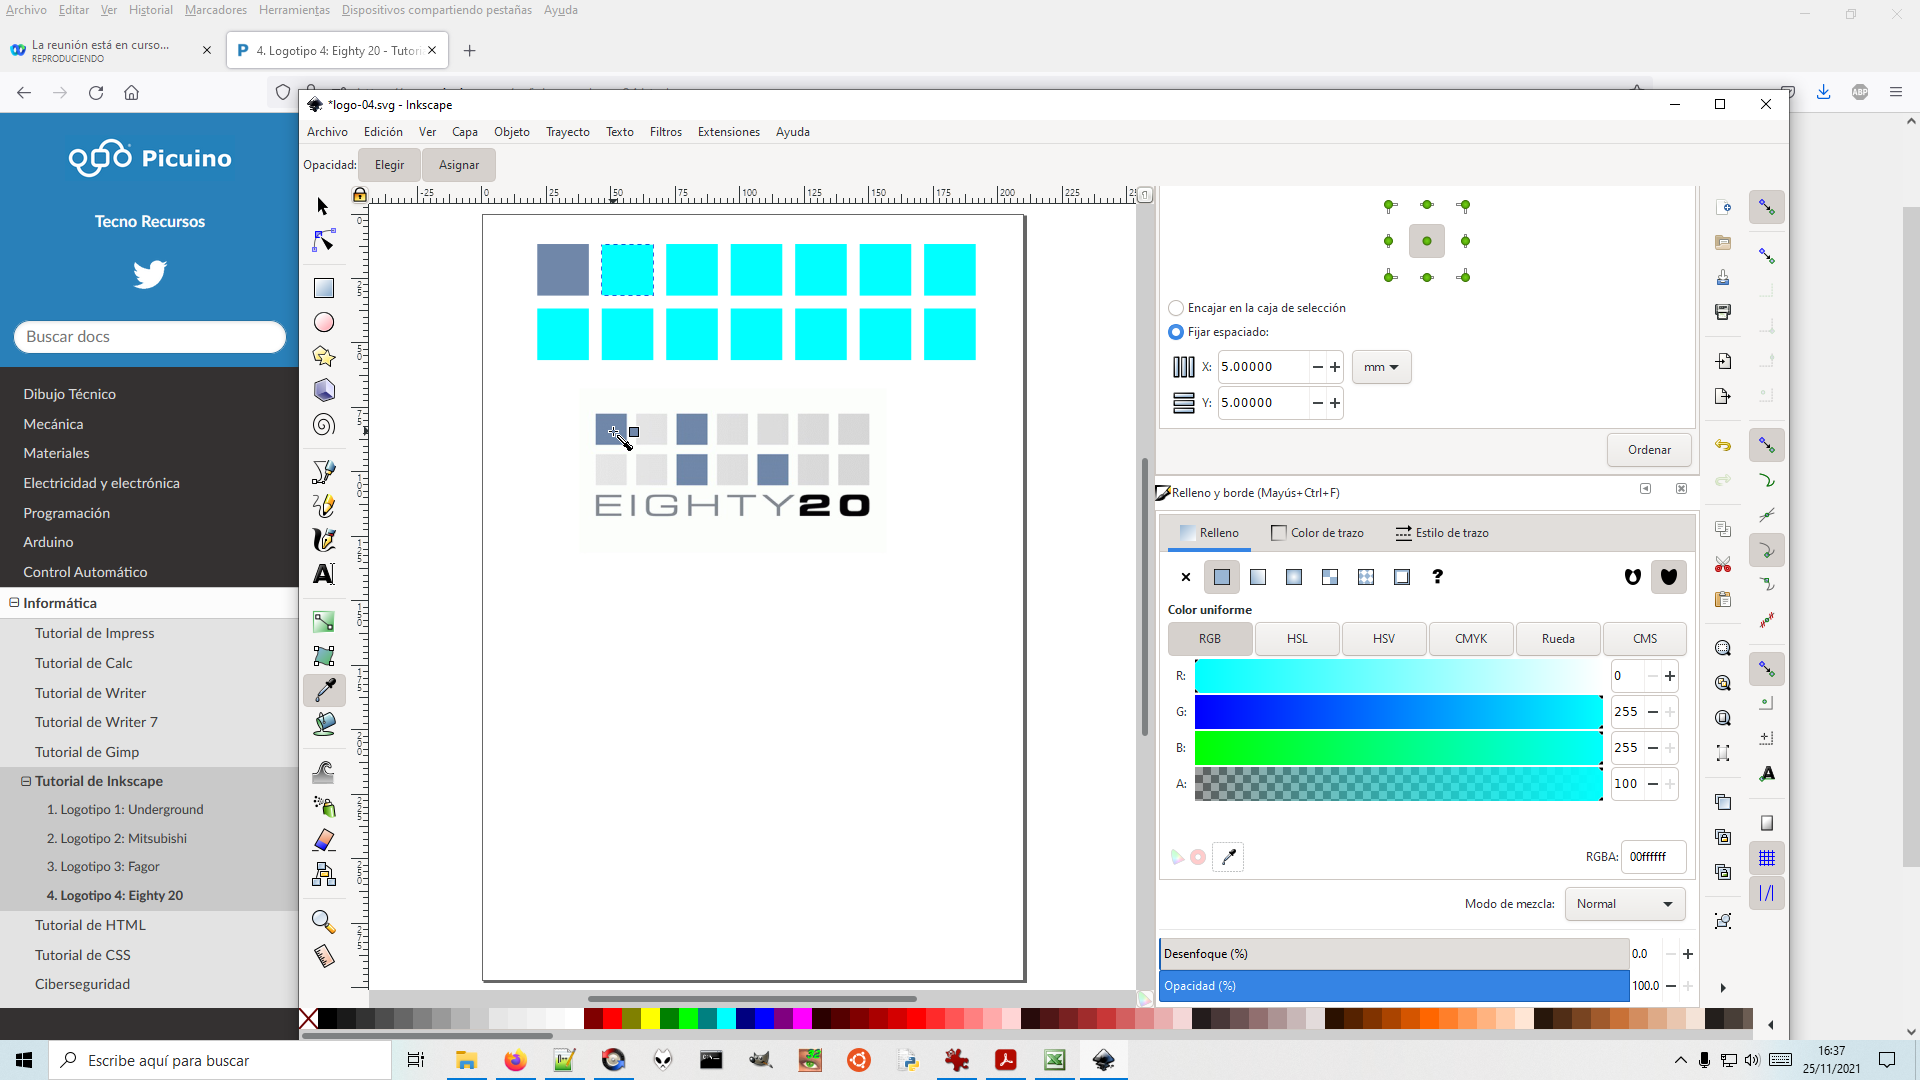 Archivo Editar Ver Historial Marcadores Herramientas Dispositivos compartiendo pestañas Ayuda
La reunión está en curso...
REPRODUCIENDO
4. Logotipo 4: Eighty 20 - Tutori
ABP
*logo-04.svg - Inkscape
Archivo Edición Ver Capa Objeto Trayecto Texto Filtros Extensiones Ayuda
Opacidad: Elegir Asignar
Picuino
Tecno Recursos
Buscar docs
Dibujo Técnico
Mecánica
Materiales
Electricidad y electrónica
Programación
Arduino
Control Automático
Informática
Tutorial de Impress
Tutorial de Calc
Tutorial de Writer
Tutorial de Writer 7
Tutorial de Gimp
Tutorial de Inkscape
1. Logotipo 1: Underground
2. Logotipo 2: Mitsubishi
3. Logotipo 3: Fagor
4. Logotipo 4: Eighty 20
Tutorial de HTML
Tutorial de CSS
Ciberseguridad
-25 0 25 50 75 100 125 150 175 200 225
EIGHTY20
Encajar en la caja de selección
Fijar espaciado:
X: 5.00000 mm
Y: 5.00000
Ordenar
Relleno y borde (Mayús+Ctrl+F)
Relleno Color de trazo Estilo de trazo
?
Color uniforme
RGB HSL HSV CMYK Rueda CMS
R: 0
G: 255
B: 255
A: 100
RGBA: 00ffffff
Modo de mezcla: Normal
Desenfoque (%) 0.0
Opacidad (%) 100.0
Escribe aquí para buscar
16:37
25/11/2021